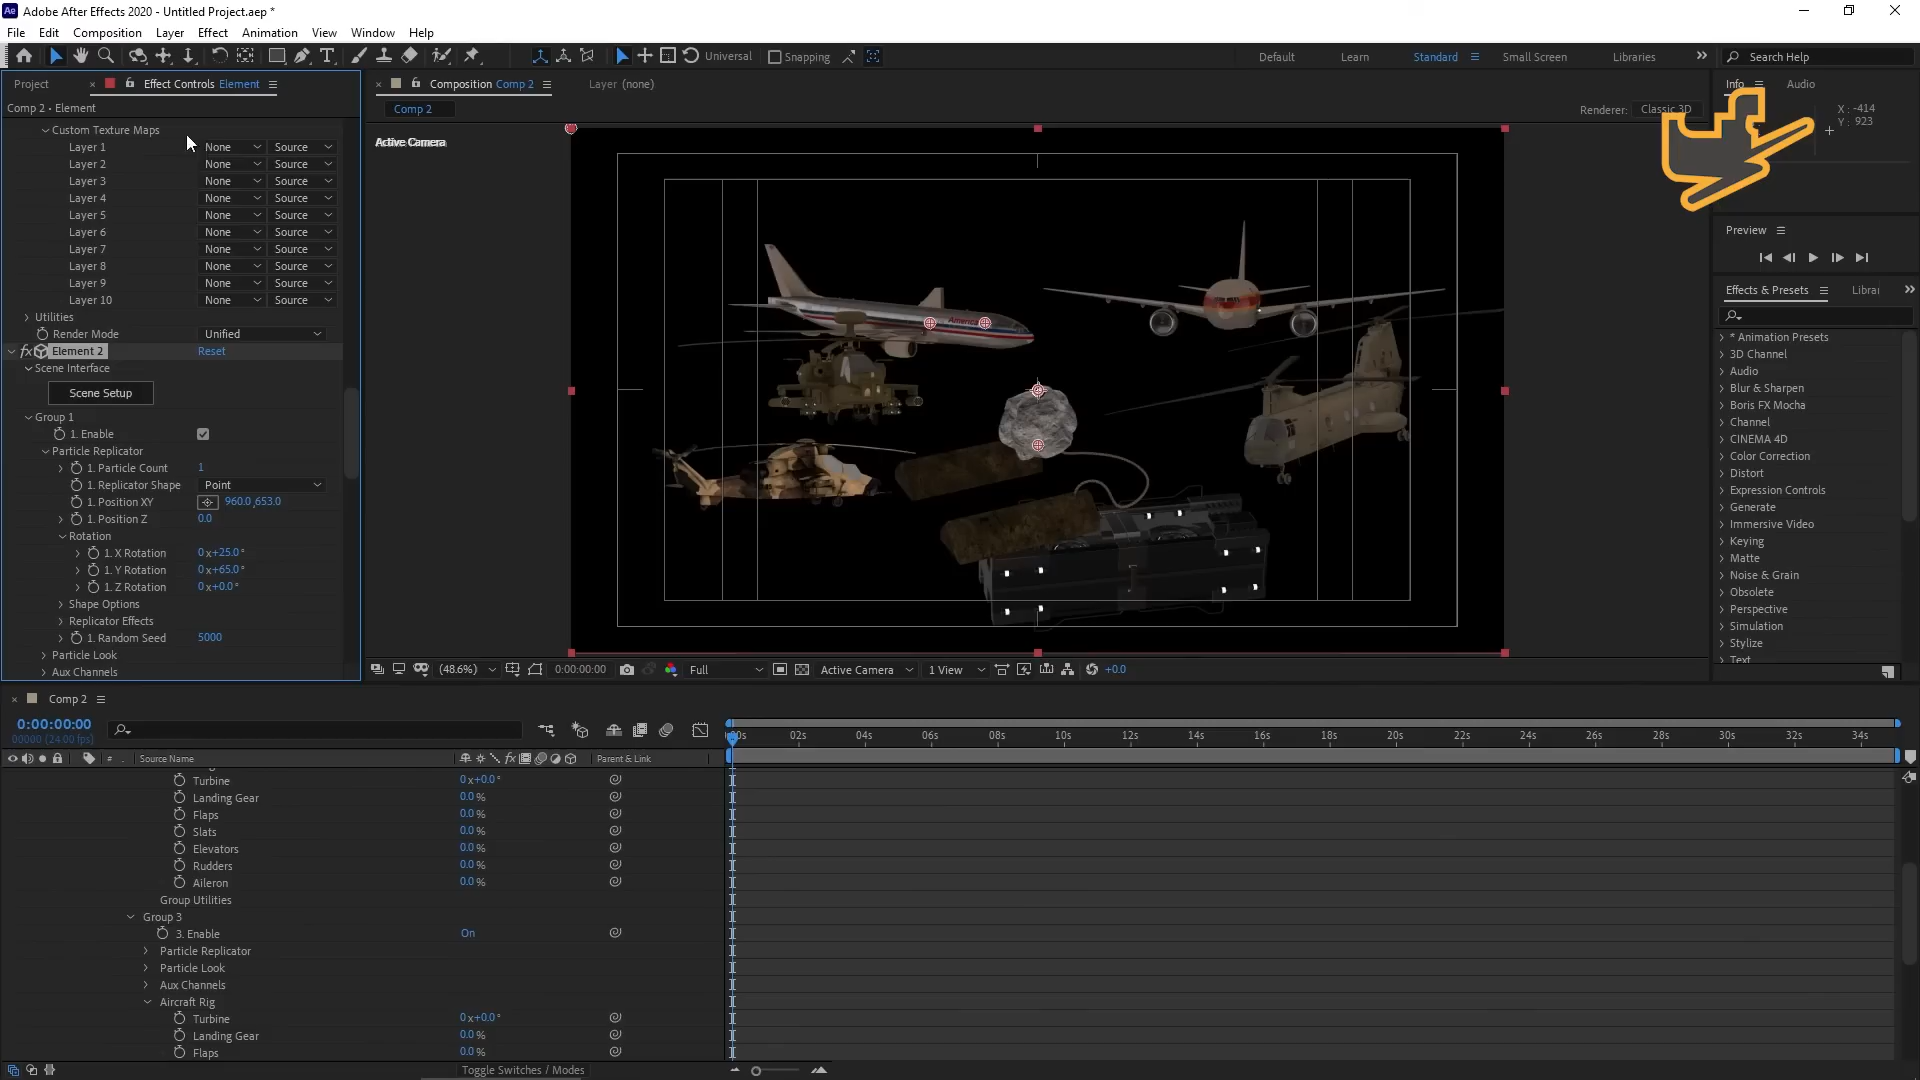 Ae Adobe After Effects 2020 - Untitled Project.aep *
File Edit Composition Layer Effect Animation View Window Help
Universal Snapping Default Learn Standard Small Screen Libraries Search Help
Project Effect Controls Element
Composition Comp 2 Layer (none)
Info Audio
Comp 2 • Element
Comp 2
Renderer: Classic 3D
X : -414
Y : 923
Active Camera
Custom Texture Maps
Layer 1 None Source
Layer 2 None Source
Layer 3 None Source
Layer 4 None Source
Layer 5 None Source
Layer 6 None Source
Layer 7 None Source
Layer 8 None Source
Layer 9 None Source
Layer 10 None Source
Utilities
Render Mode Unified
fx Element 2 Reset
Scene Interface
Scene Setup
Group 1
1. Enable
Particle Replicator
1. Particle Count 1
1. Replicator Shape Point
1. Position XY 960.0,653.0
1. Position Z 0.0
Rotation
1. X Rotation 0x+25.0°
1. Y Rotation 0x+65.0°
1. Z Rotation 0x+0.0°
Shape Options
Replicator Effects
1. Random Seed 5000
Particle Look
Aux Channels
American
Preview
Effects & Presets Librai
* Animation Presets
3D Channel
Audio
Blur & Sharpen
Boris FX Mocha
Channel
CINEMA 4D
Color Correction
Distort
Expression Controls
Generate
Immersive Video
Keying
Matte
Noise & Grain
Obsolete
Perspective
Simulation
Stylize
Text
(48.6%) 0:00:00:00 Full Active Camera 1 View +0.0
Comp 2
0:00:00:00
00000 (24.00 fps)
:00s 02s 04s 06s 08s 10s 12s 14s 16s 18s 20s 22s 24s 26s 28s 30s 32s 34s
# . Source Name fx Parent & Link
Turbine 0x+0.0°
Landing Gear 0.0 %
Flaps 0.0 %
Slats 0.0 %
Elevators 0.0 %
Rudders 0.0 %
Aileron 0.0 %
Group Utilities
Group 3
3. Enable On
Particle Replicator
Particle Look
Aux Channels
Aircraft Rig
Turbine 0x+0.0°
Landing Gear 0.0 %
Flaps 0.0 %
Toggle Switches / Modes